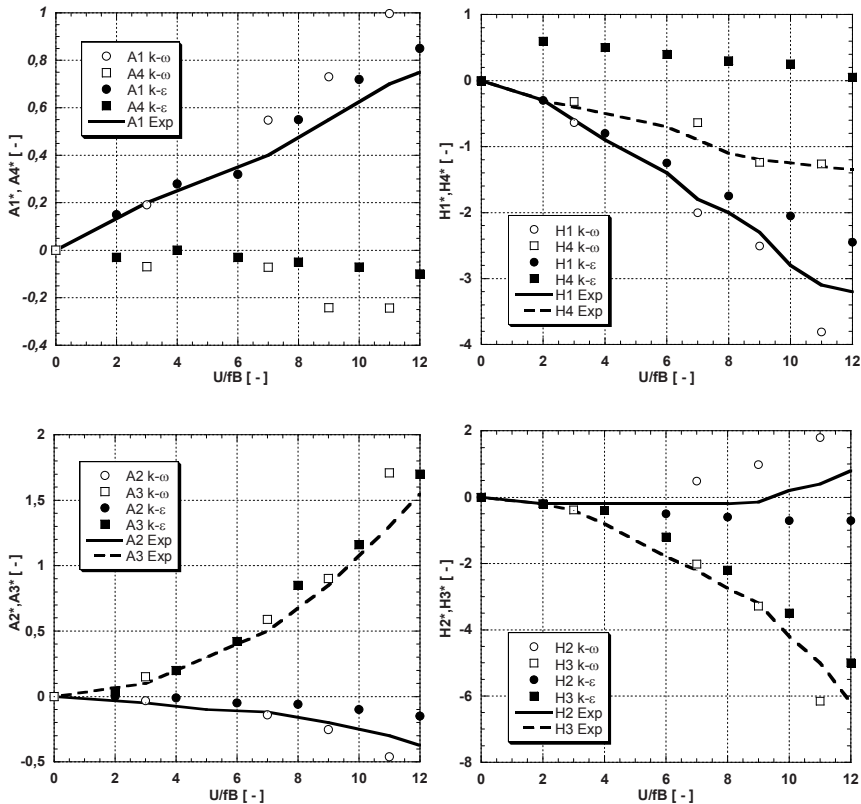 1
0,8
0,6
0,4
0,2
0
-0,2
-0,4
A1*, A4* [ - ]
A1 k-ω
A4 k-ω
A1 k-ε
A4 k-ε
A1 Exp
0 2 4 6 8 10 12
U/fB [ - ]
1
0
-1
-2
-3
-4
H1*,H4* [ - ]
H1 k-ω
H4 k-ω
H1 k-ε
H4 k-ε
H1 Exp
H4 Exp
0 2 4 6 8 10 12
U/fB [ - ]
2
1,5
1
0,5
0
-0,5
A2*,A3* [ - ]
A2 k-ω
A3 k-ω
A2 k-ε
A3 k-ε
A2 Exp
A3 Exp
0 2 4 6 8 10 12
U/fB [ - ]
2
0
-2
-4
-6
-8
H2*,H3* [ - ]
H2 k-ω
H3 k-ω
H2 k-ε
H3 k-ε
H2 Exp
H3 Exp
0 2 4 6 8 10 12
U/fB [ - ]